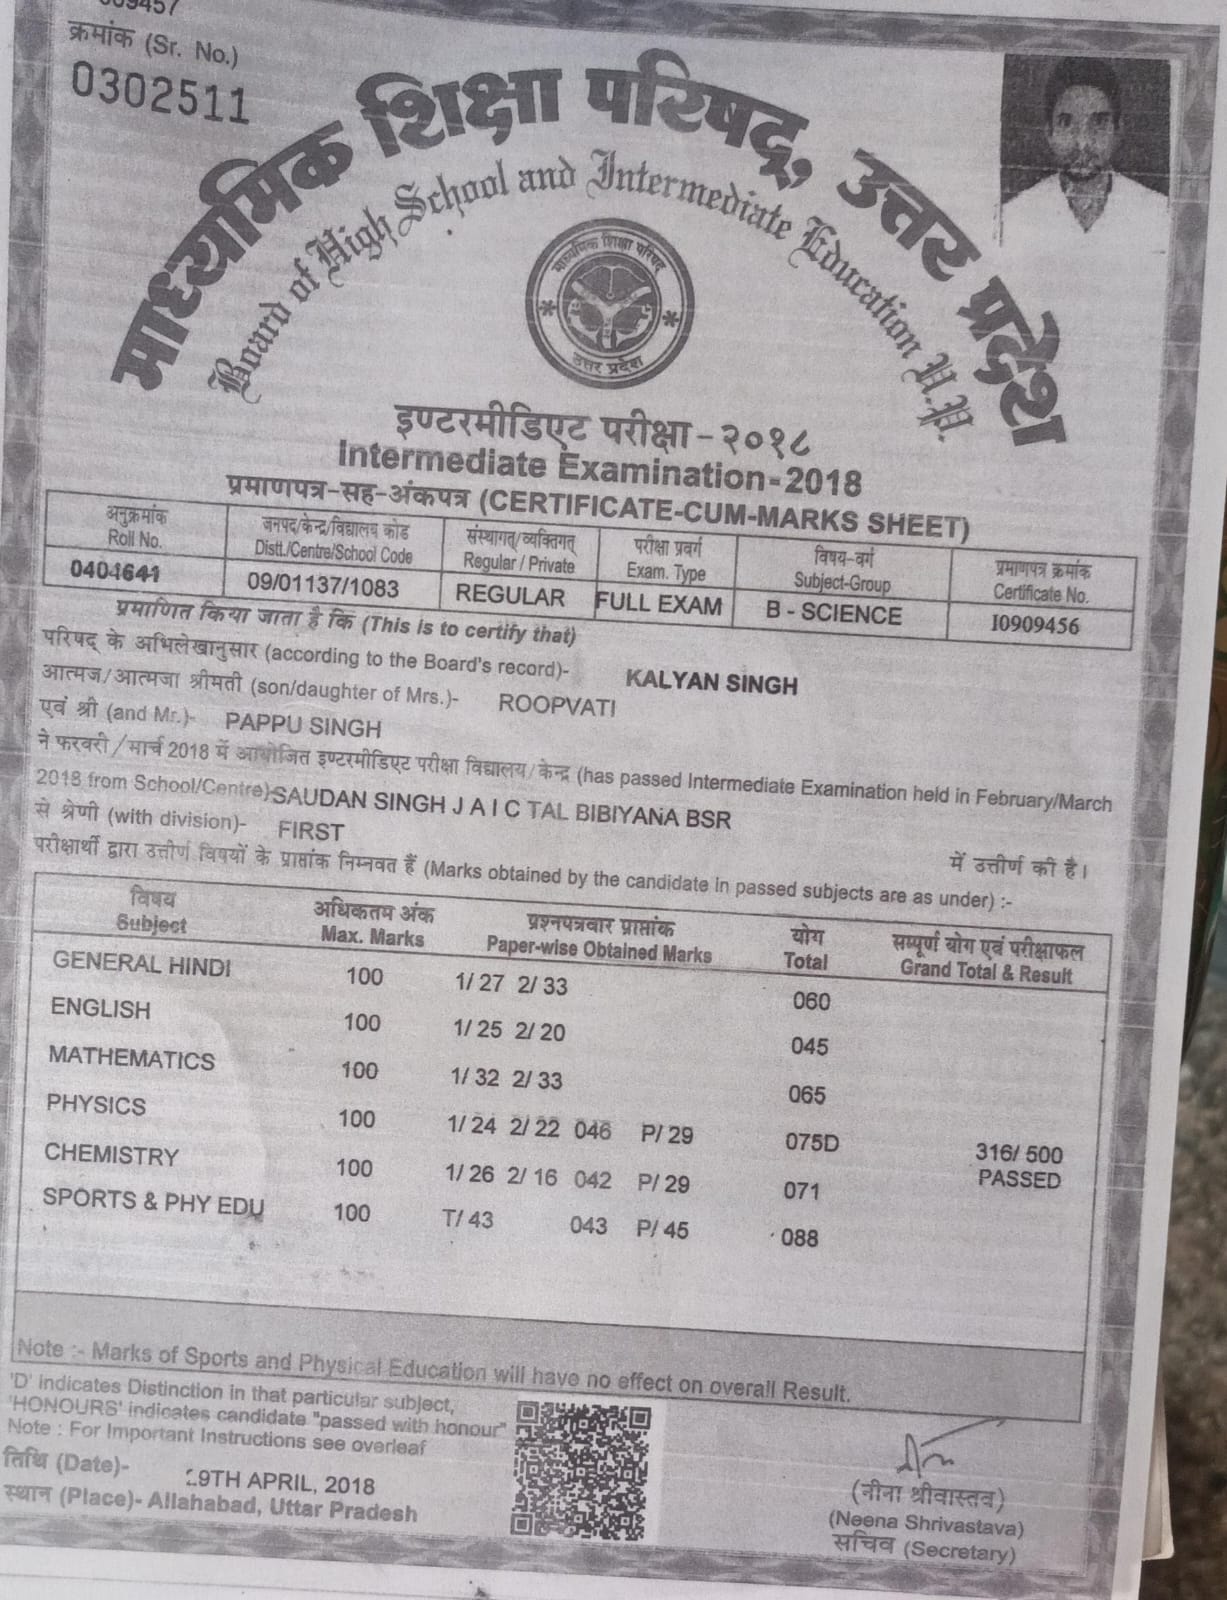 क्रमांक (Sr. No.)
0302511
माध्यमिक शिक्षा परिषद्, उत्तर प्रदेश
Board of High School and Intermediate Education U.P.
माध्यमिक शिक्षा परिषद
उत्तर प्रदेश
इण्टरमीडिएट परीक्षा - २०१८
Intermediate Examination-2018
प्रमाणपत्र-सह-अंकपत्र (CERTIFICATE-CUM-MARKS SHEET)
अनुक्रमांक जनपद/केन्द्र/विद्यालय कोड संस्थागत्/व्यक्तिगत् परीक्षा प्रवर्ग विषय-वर्ग प्रमाणपत्र क्रमांक
Roll No. Distt./Centre/School Code Regular / Private Exam. Type Subject-Group Certificate No.
0404641 09/01137/1083 REGULAR FULL EXAM B - SCIENCE I0909456
प्रमाणित किया जाता है कि (This is to certify that)
परिषद् के अभिलेखानुसार (according to the Board's record)- KALYAN SINGH
आत्मज/आत्मजा श्रीमती (son/daughter of Mrs.)- ROOPVATI
एवं श्री (and Mr.)- PAPPU SINGH
ने फरवरी/मार्च 2018 में आयोजित इण्टरमीडिएट परीक्षा विद्यालय/केन्द्र (has passed Intermediate Examination held in February/March
2018 from School/Centre)- SAUDAN SINGH J A I C TAL BIBIYANA BSR
से श्रेणी (with division)- FIRST में उत्तीर्ण की है।
परीक्षार्थी द्वारा उत्तीर्ण विषयों के प्राप्तांक निम्नवत हैं (Marks obtained by the candidate in passed subjects are as under) :-
विषय अधिकतम अंक प्रश्नपत्रवार प्राप्तांक योग सम्पूर्ण योग एवं परीक्षाफल
Subject Max. Marks Paper-wise Obtained Marks Total Grand Total & Result
GENERAL HINDI 100 1/ 27 2/ 33 060
ENGLISH 100 1/ 25 2/ 20 045
MATHEMATICS 100 1/ 32 2/ 33 065
PHYSICS 100 1/ 24 2/ 22 046 P/ 29 075D 316/ 500
CHEMISTRY 100 1/ 26 2/ 16 042 P/ 29 071 PASSED
SPORTS & PHY EDU 100 T/ 43 043 P/ 45 088
Note :- Marks of Sports and Physical Education will have no effect on overall Result.
'D' indicates Distinction in that particular subject,
'HONOURS' indicates candidate "passed with honour"
Note : For Important Instructions see overleaf
तिथि (Date)- 29TH APRIL, 2018
स्थान (Place)- Allahabad, Uttar Pradesh
(नीना श्रीवास्तव)
(Neena Shrivastava)
सचिव (Secretary)